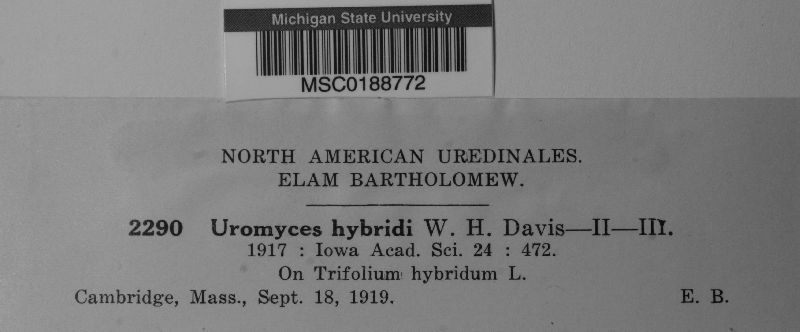 Michigan State University
MSC0188772
NORTH AMERICAN UREDINALES.
ELAM BARTHOLOMEW.
2290 Uromyces hybridi W. H. Davis—II—III.
1917 : Iowa Acad. Sci. 24 : 472.
On Trifolium hybridum L.
Cambridge, Mass., Sept. 18, 1919. E. B.